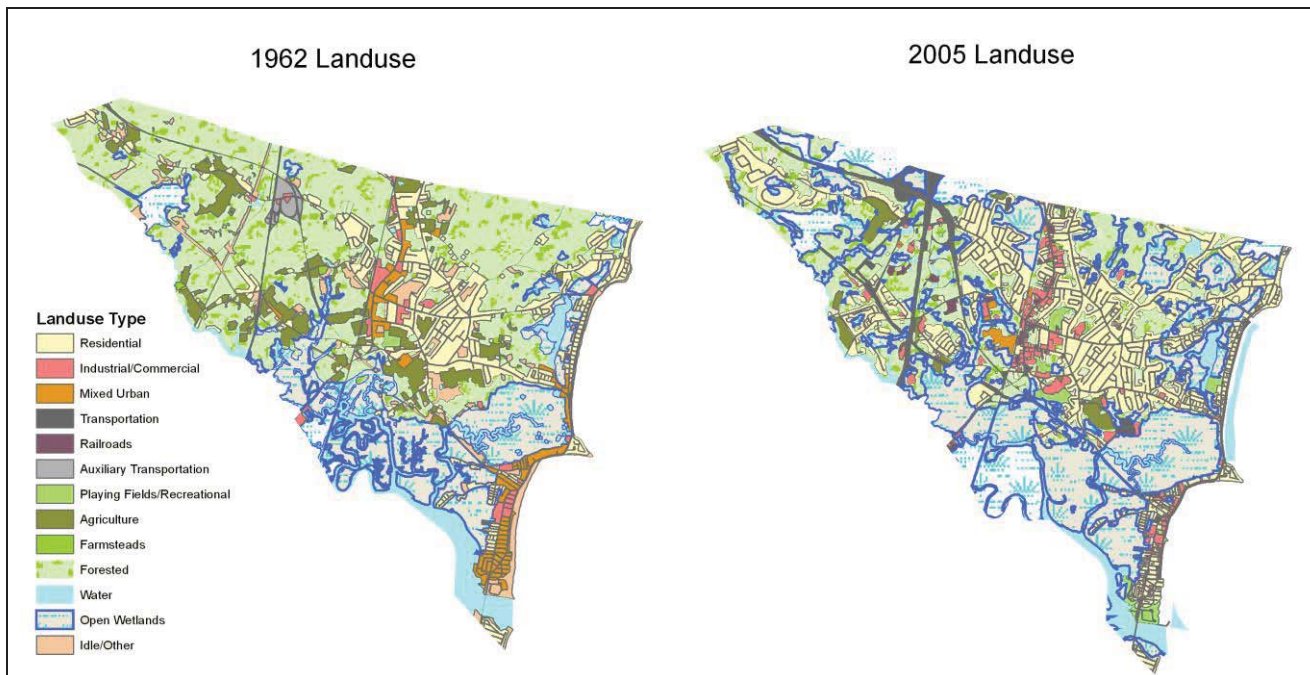 1962 Landuse
2005 Landuse
Landuse Type
Residential
Industrial/Commercial
Mixed Urban
Transportation
Railroads
Auxiliary Transportation
Playing Fields/Recreational
Agriculture
Farmsteads
Forested
Water
Open Wetlands
Idle/Other